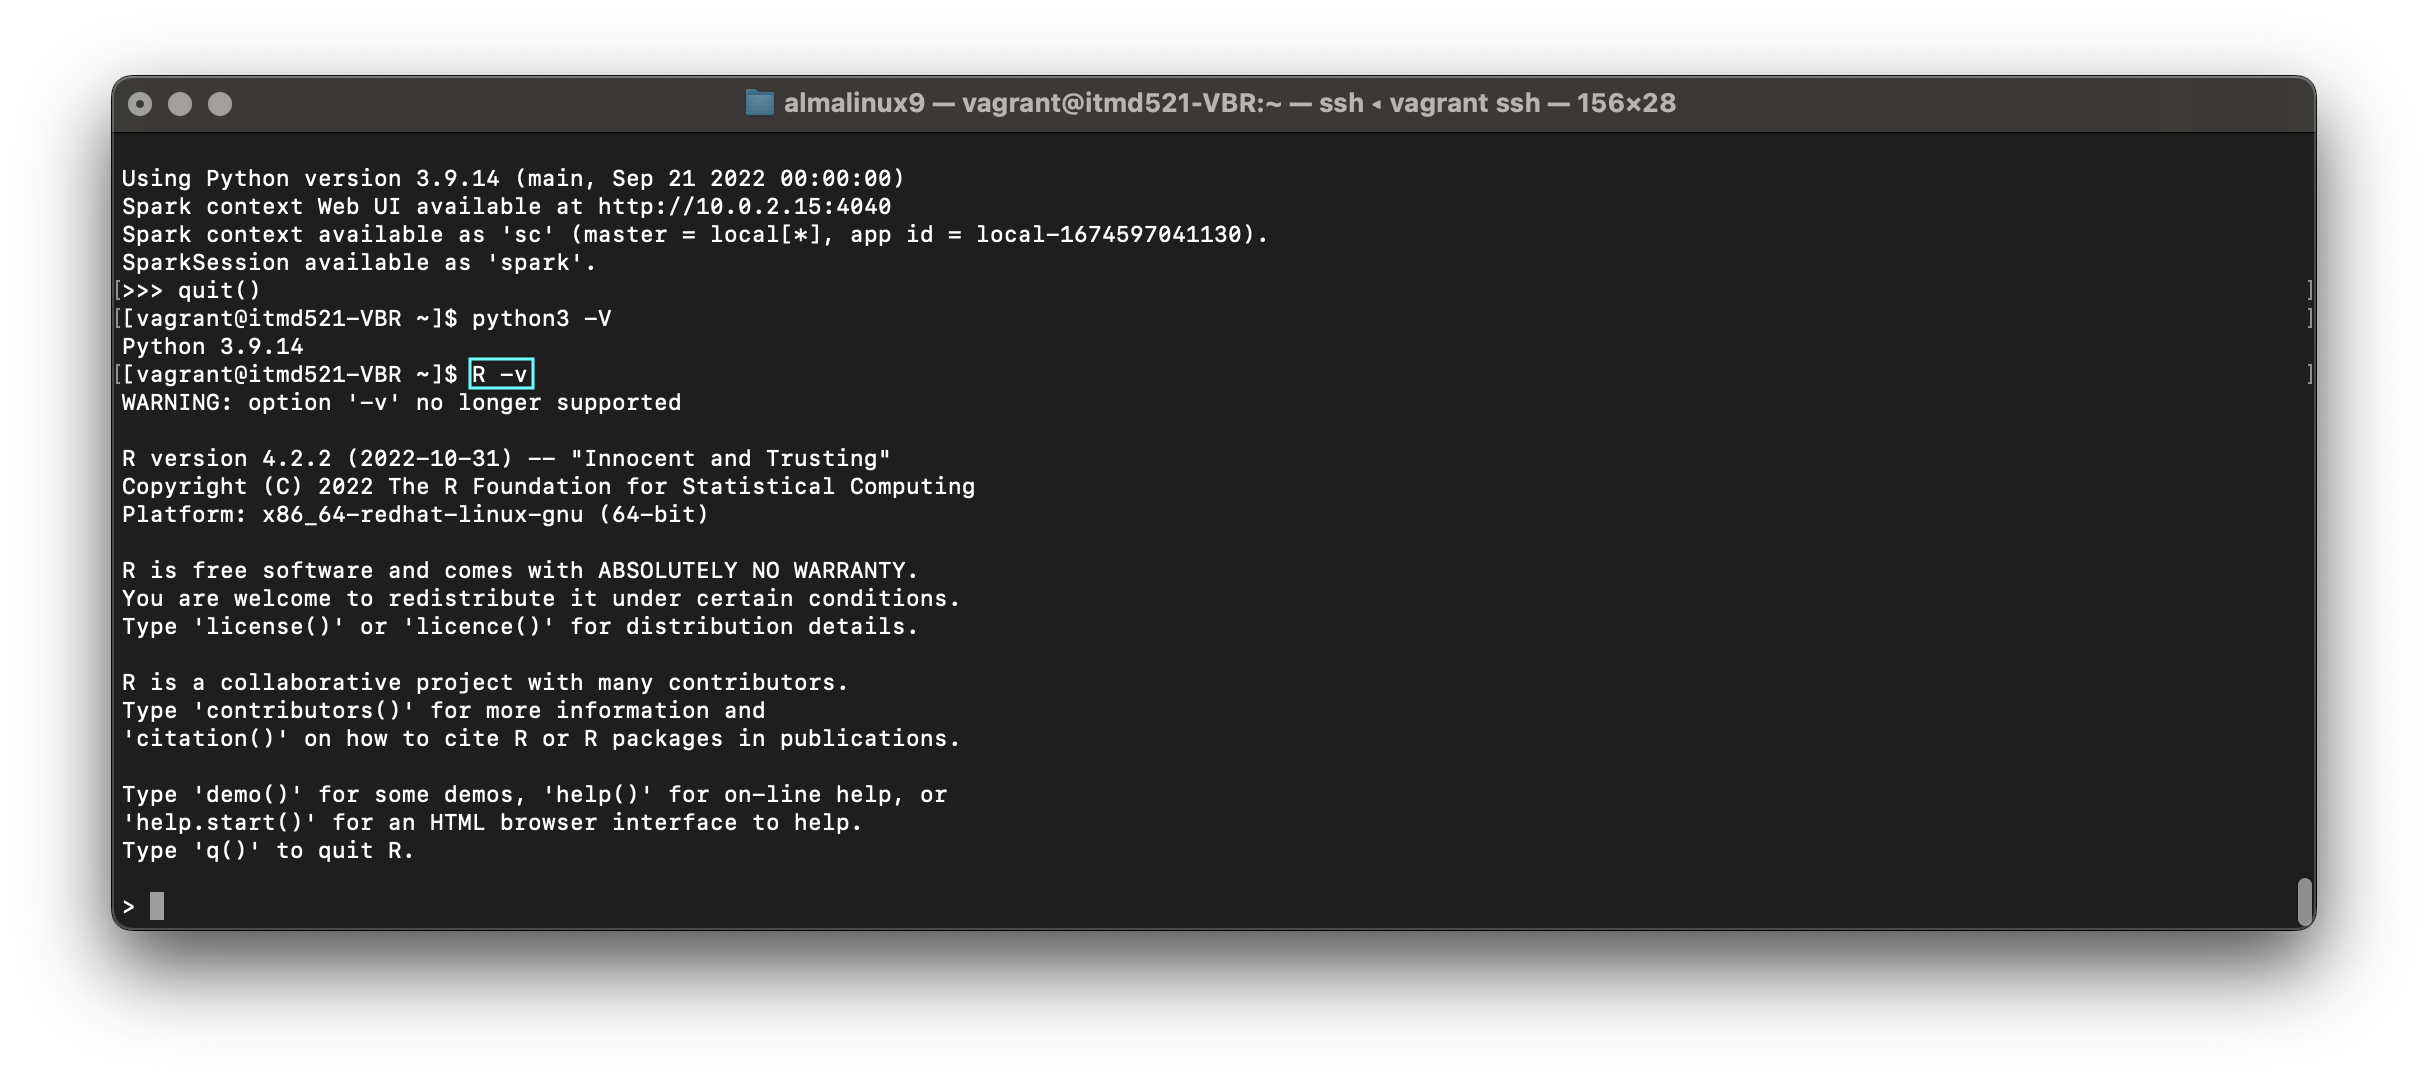 almalinux9 — vagrant@itmd521-VBR:~ — ssh ◂ vagrant ssh — 156×28
Using Python version 3.9.14 (main, Sep 21 2022 00:00:00)
Spark context Web UI available at http://10.0.2.15:4040
Spark context available as 'sc' (master = local[*], app id = local-1674597041130).
SparkSession available as 'spark'.
[>>> quit() ]
[[vagrant@itmd521-VBR ~]$ python3 -V ]
Python 3.9.14
[[vagrant@itmd521-VBR ~]$ R -v ]
WARNING: option '-v' no longer supported
R version 4.2.2 (2022-10-31) -- "Innocent and Trusting"
Copyright (C) 2022 The R Foundation for Statistical Computing
Platform: x86_64-redhat-linux-gnu (64-bit)
R is free software and comes with ABSOLUTELY NO WARRANTY.
You are welcome to redistribute it under certain conditions.
Type 'license()' or 'licence()' for distribution details.
R is a collaborative project with many contributors.
Type 'contributors()' for more information and
'citation()' on how to cite R or R packages in publications.
Type 'demo()' for some demos, 'help()' for on-line help, or
'help.start()' for an HTML browser interface to help.
Type 'q()' to quit R.
>